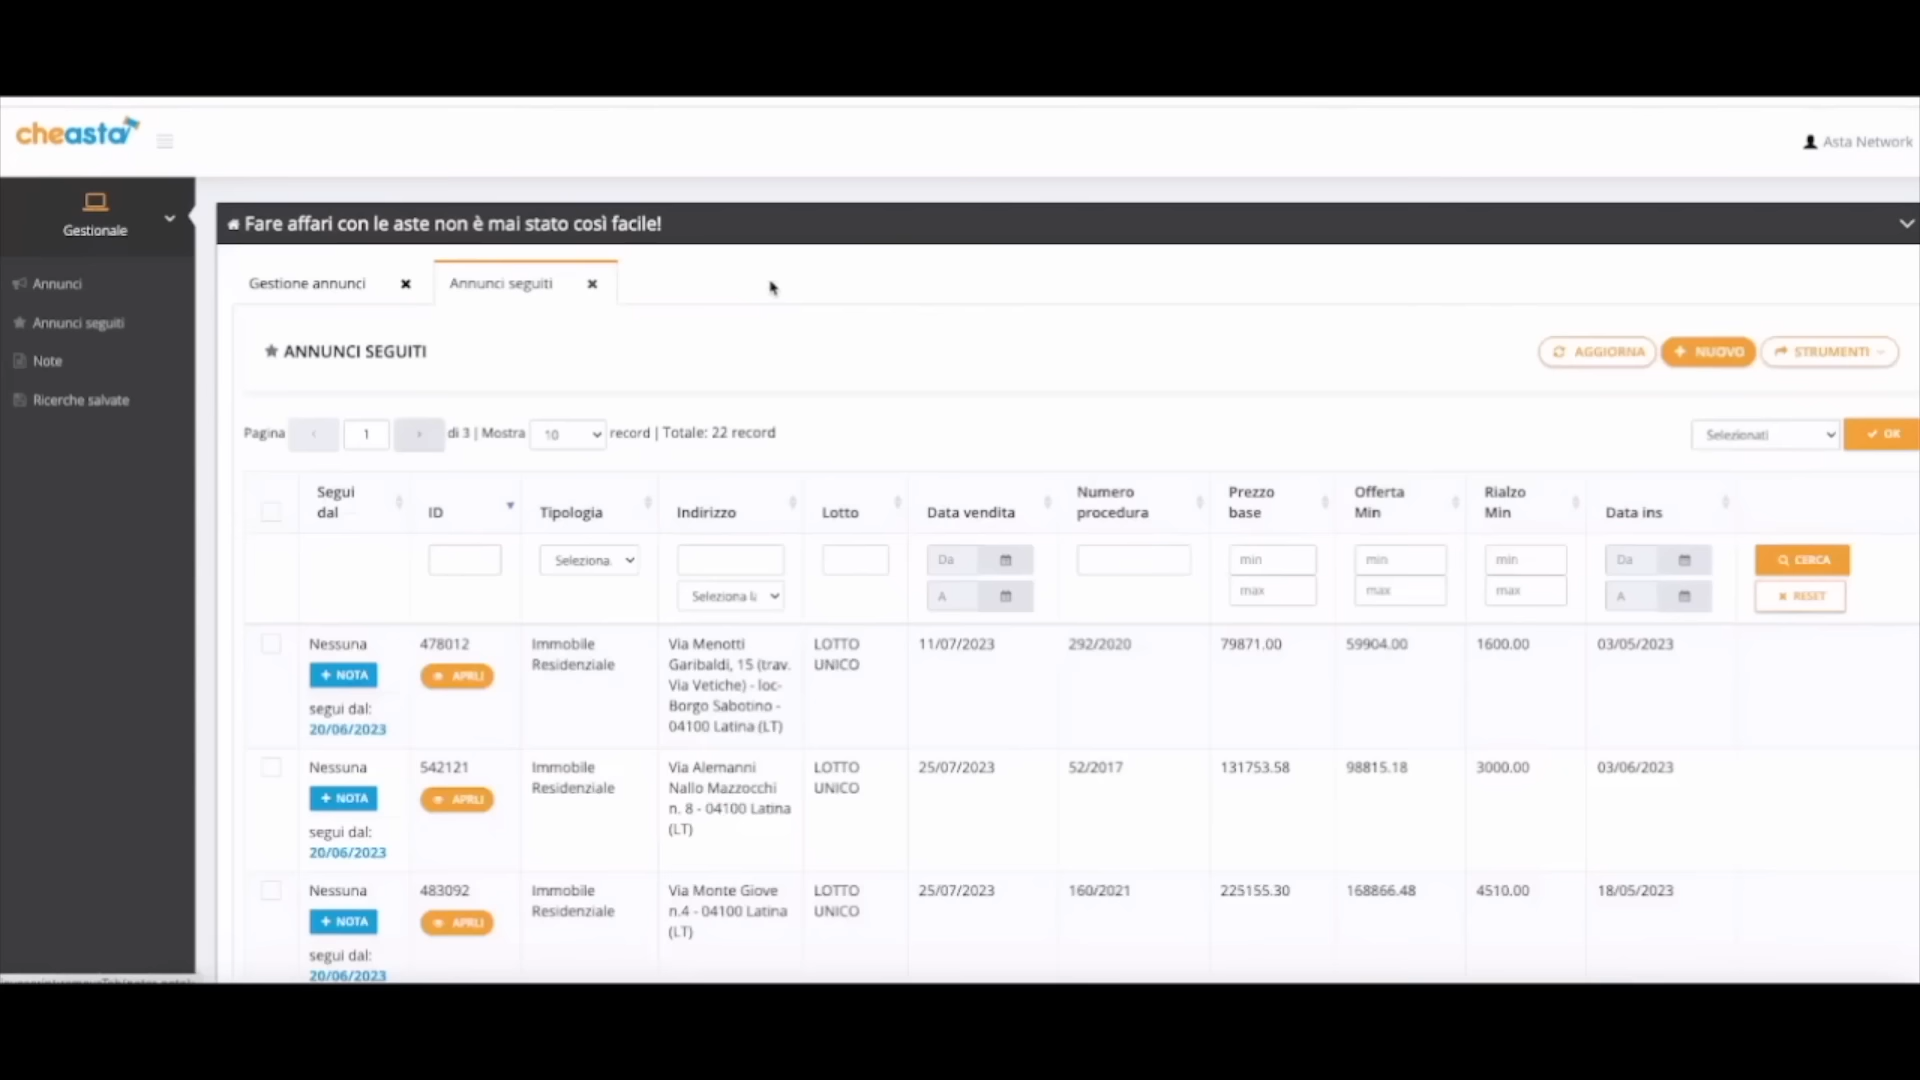 cheasta
Asta Network
Gestionale
Fare affari con le aste non è mai stato così facile!
Annunci
Annunci seguiti
Note
Ricerche salvate
Gestione annunci
Annunci seguiti
ANNUNCI SEGUITI
AGGIORNA
NUOVO
STRUMENTI
Pagina 1 di 3 | Mostra 10 record | Totale: 22 record
Selezionati
OK
Segui dal
ID
Tipologia
Indirizzo
Lotto
Data vendita
Numero procedura
Prezzo base
Offerta Min
Rialzo Min
Data ins
Seleziona.
Da
min
min
min
Da
CERCA
Seleziona la
A
max
max
max
A
RESET
Nessuna
+ NOTA
segui dal:
20/06/2023
478012
APRI
Immobile
Residenziale
Via Menotti
Garibaldi, 15 (trav.
Via Vetiche) - loc-
Borgo Sabotino -
04100 Latina (LT)
LOTTO
UNICO
11/07/2023
292/2020
79871.00
59904.00
1600.00
03/05/2023
Nessuna
+ NOTA
segui dal:
20/06/2023
542121
APRI
Immobile
Residenziale
Via Alemanni
Nallo Mazzocchi
n. 8 - 04100 Latina
(LT)
LOTTO
UNICO
25/07/2023
52/2017
131753.58
98815.18
3000.00
03/06/2023
Nessuna
+ NOTA
segui dal:
20/06/2023
483092
APRI
Immobile
Residenziale
Via Monte Giove
n.4 - 04100 Latina
(LT)
LOTTO
UNICO
25/07/2023
160/2021
225155.30
168866.48
4510.00
18/05/2023